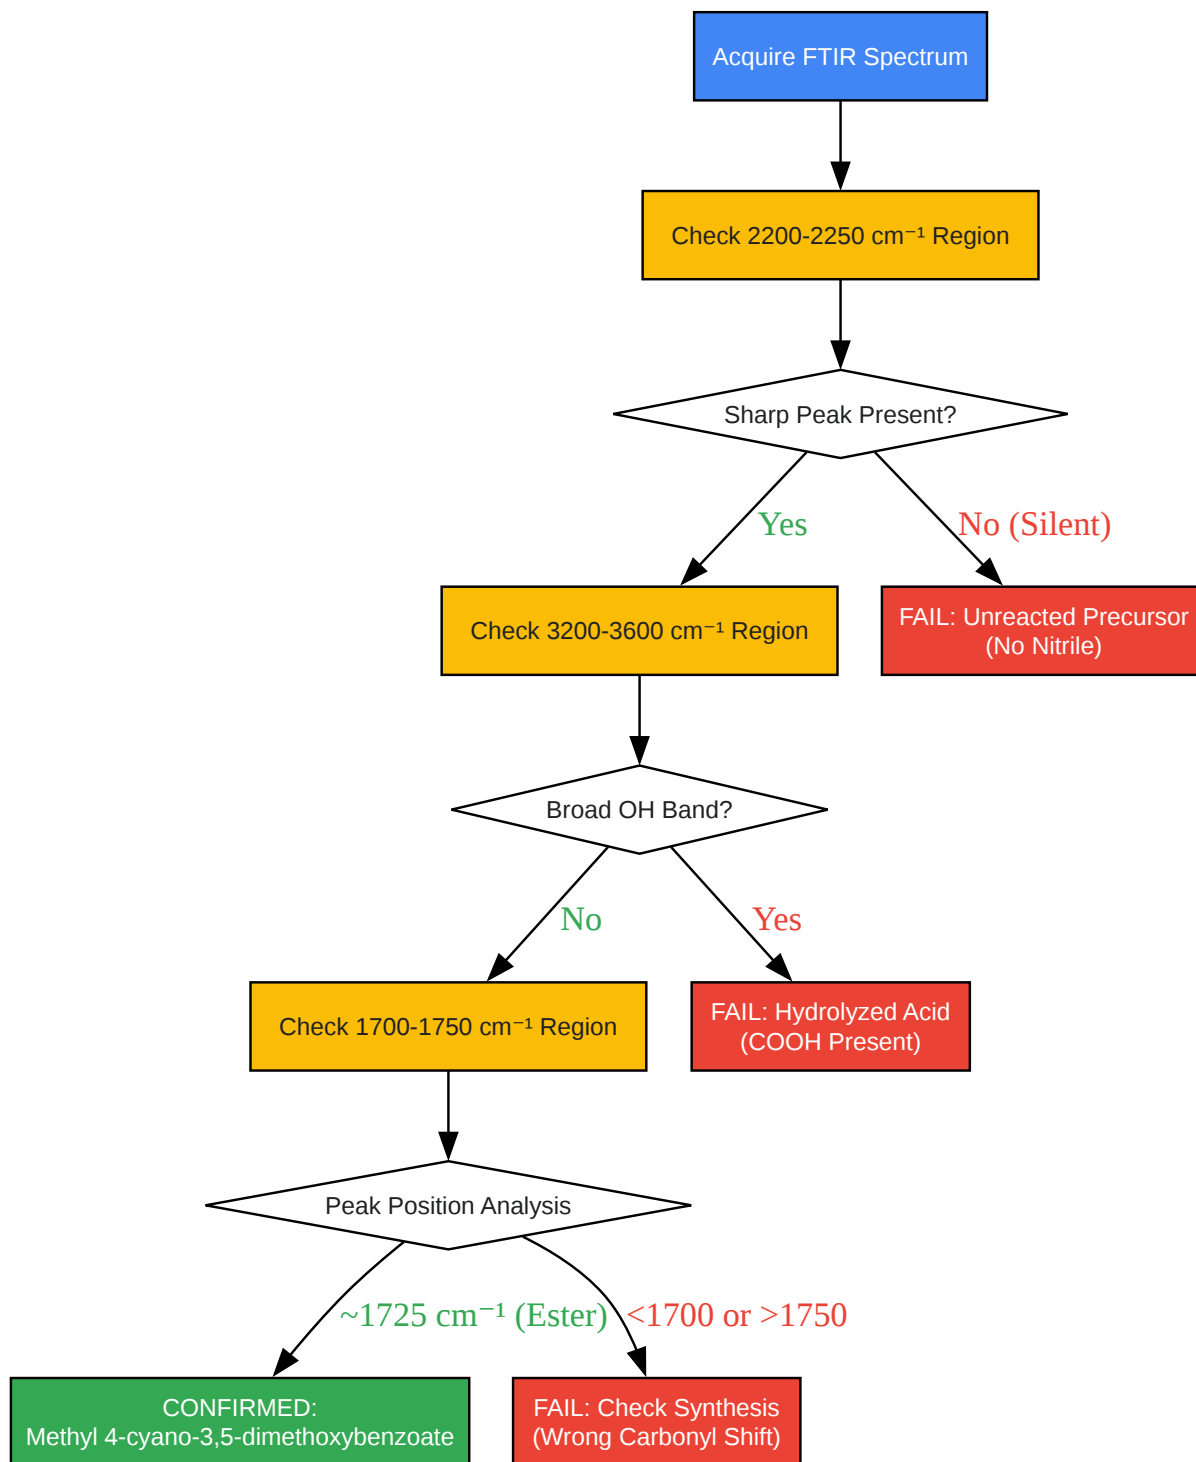 Acquire FTIR Spectrum
Check 2200-2250 cm⁻¹ Region
Sharp Peak Present?
Yes
No (Silent)
Check 3200-3600 cm⁻¹ Region
FAIL: Unreacted Precursor
(No Nitrile)
Broad OH Band?
No
Yes
Check 1700-1750 cm⁻¹ Region
FAIL: Hydrolyzed Acid
(COOH Present)
Peak Position Analysis
~1725 cm⁻¹ (Ester)
<1700 or >1750
CONFIRMED:
Methyl 4-cyano-3,5-dimethoxybenzoate
FAIL: Check Synthesis
(Wrong Carbonyl Shift)